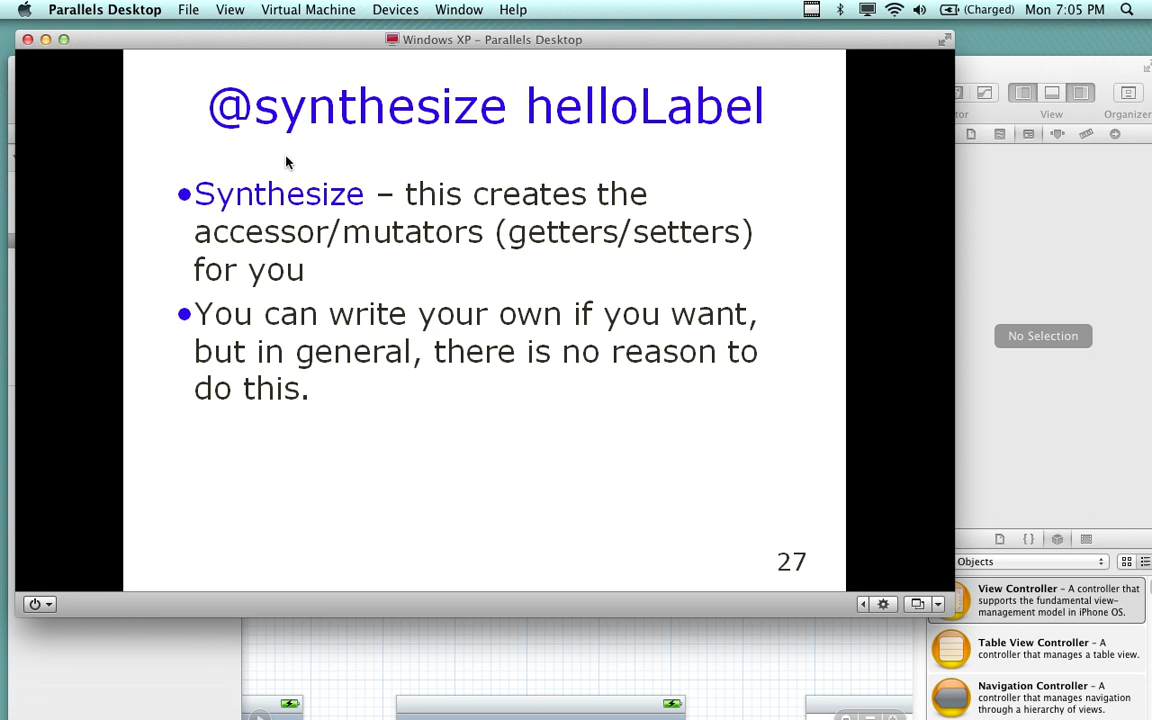 Parallels Desktop File View Virtual Machine Devices Window Help (Charged) Mon 7:05 PM
Windows XP – Parallels Desktop
@synthesize helloLabel
•Synthesize – this creates the
accessor/mutators (getters/setters)
for you
•You can write your own if you want,
but in general, there is no reason to
do this.
27
View Organizer
No Selection
Objects
View Controller – A controller that
supports the fundamental view-
management model in iPhone OS.
Table View Controller – A
controller that manages a table view.
Navigation Controller – A
controller that manages navigation
through a hierarchy of views.